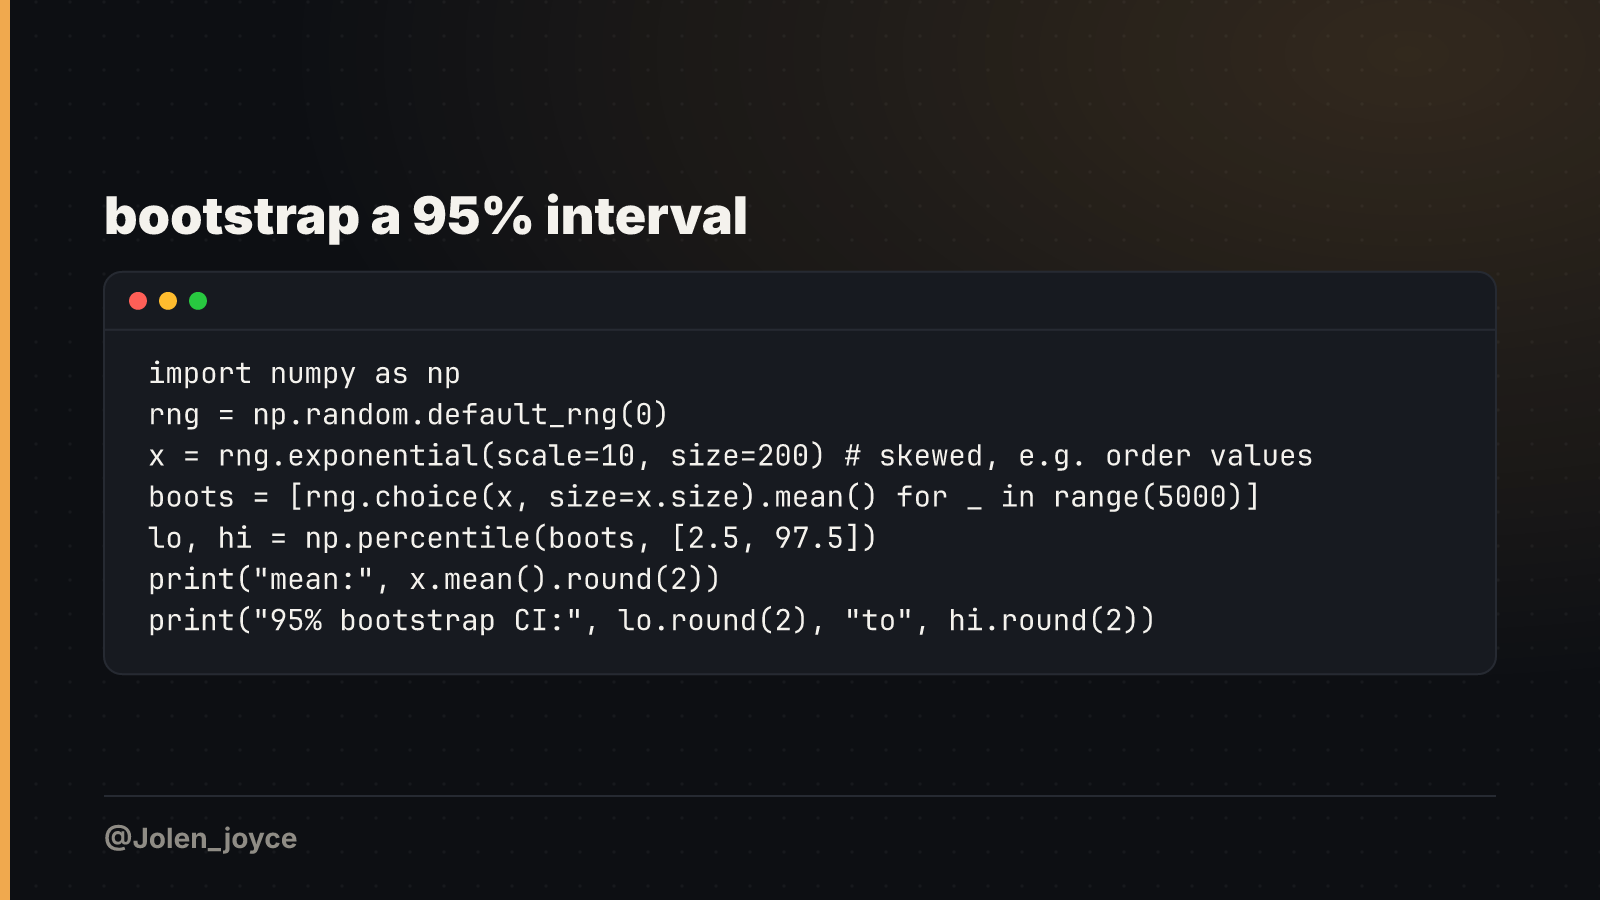 bootstrap a 95% interval
import numpy as np
rng = np.random.default_rng(0)
x = rng.exponential(scale=10, size=200) # skewed, e.g. order values
boots = [rng.choice(x, size=x.size).mean() for _ in range(5000)]
lo, hi = np.percentile(boots, [2.5, 97.5])
print("mean:", x.mean().round(2))
print("95% bootstrap CI:", lo.round(2), "to", hi.round(2))
@Jolen_joyce